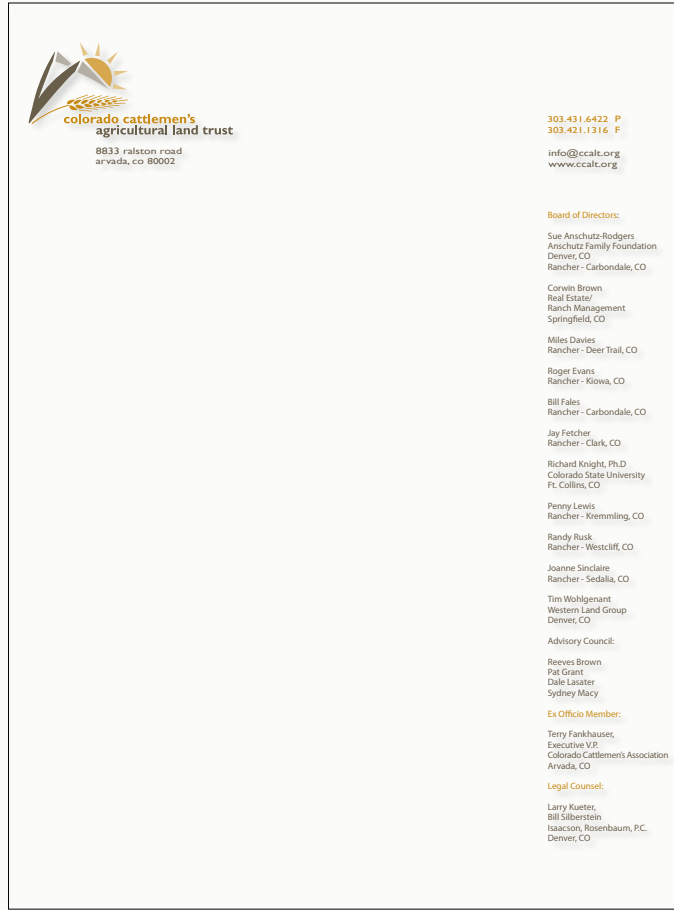 colorado cattlemen's
agricultural land trust
8833 ralston road
arvada, co 80002
303.431.6422 P
303.421.1316 F
info@ccalt.org
www.ccalt.org
Board of Directors:
Sue Anschutz-Rodgers
Anschutz Family Foundation
Denver, CO
Rancher - Carbondale, CO
Corwin Brown
Real Estate/
Ranch Management
Springfield, CO
Miles Davies
Rancher - Deer Trail, CO
Roger Evans
Rancher - Kiowa, CO
Bill Fales
Rancher - Carbondale, CO
Jay Fetcher
Rancher - Clark, CO
Richard Knight, Ph.D
Colorado State University
Ft. Collins, CO
Penny Lewis
Rancher - Kremmling, CO
Randy Rusk
Rancher - Westcliff, CO
Joanne Sinclaire
Rancher - Sedalia, CO
Tim Wohlgenant
Western Land Group
Denver, CO
Advisory Council:
Reeves Brown
Pat Grant
Dale Lasater
Sydney Macy
Ex Officio Member:
Terry Fankhauser,
Executive V.P.
Colorado Cattlemen's Association
Arvada, CO
Legal Counsel:
Larry Kueter,
Bill Silberstein
Isaacson, Rosenbaum, P.C.
Denver, CO